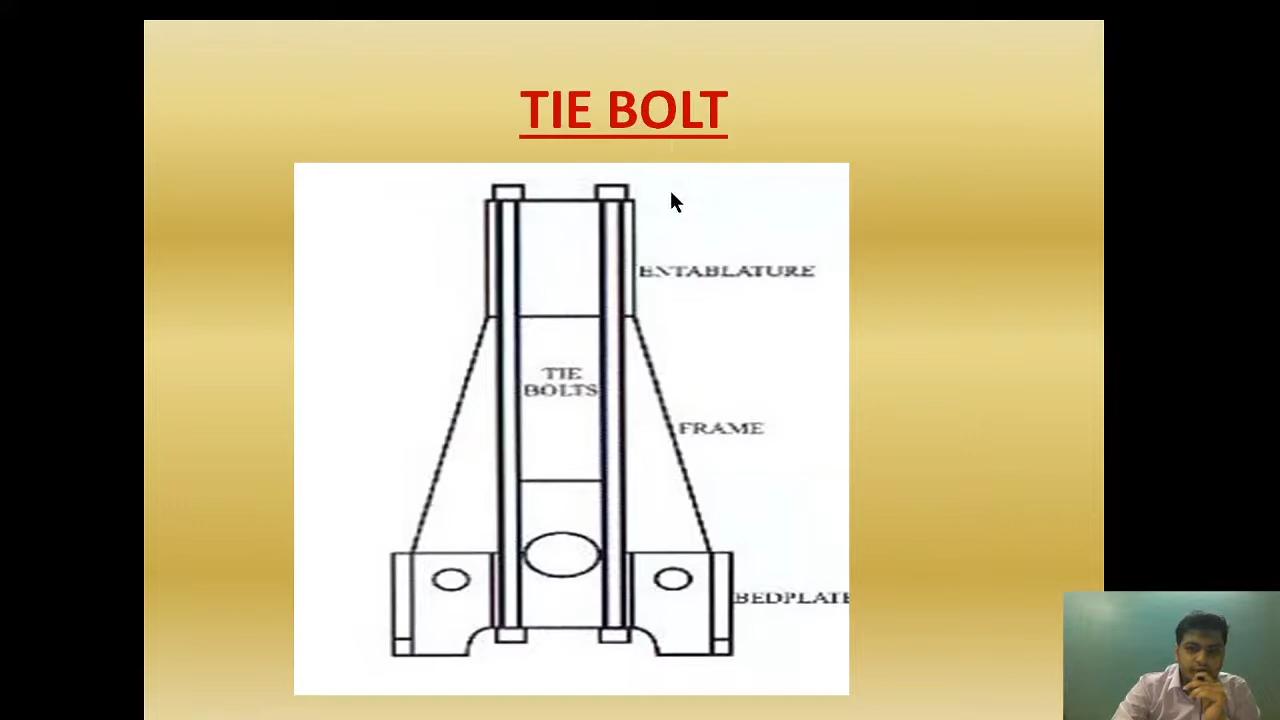 TIE BOLT
ENTABLATURE
TIE
BOLTS
FRAME
BEDPLATE